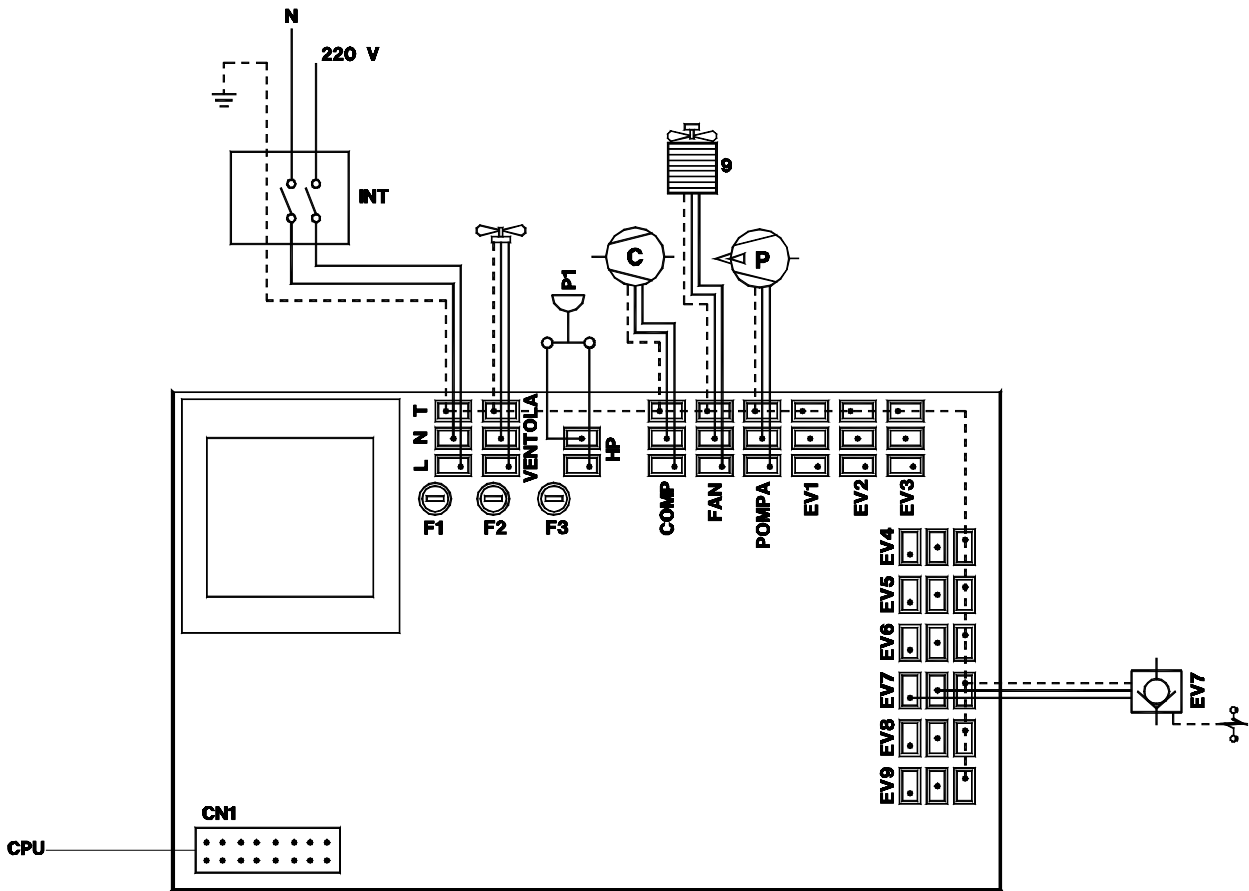 N
220 V
INT
9
C
P
P1
T
N
L
VENTOLA
HP
COMP
FAN
POMPA
EV1
EV2
EV3
F1
F2
F3
EV4
EV5
EV6
EV7
EV8
EV9
EV7
CN1
CPU